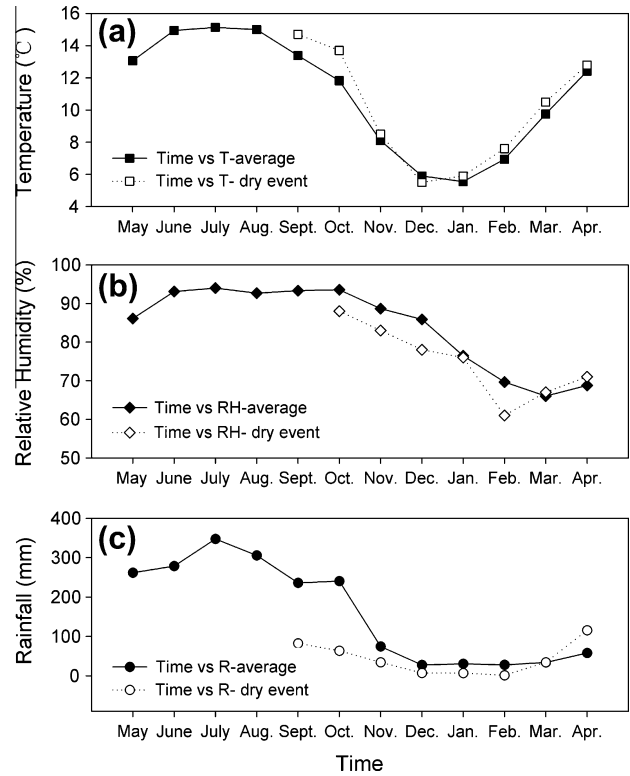 (a)
Temperature (℃)
16
14
12
10
8
6
4
Time vs T-average
Time vs T- dry event
May June July Aug. Sept. Oct. Nov. Dec. Jan. Feb. Mar. Apr.
(b)
Relative Humidity (%)
100
90
80
70
60
50
Time vs RH-average
Time vs RH- dry event
May June July Aug. Sept. Oct. Nov. Dec. Jan. Feb. Mar. Apr.
(c)
Rainfall (mm)
400
300
200
100
0
Time vs R-average
Time vs R- dry event
May June July Aug. Sept. Oct. Nov. Dec. Jan. Feb. Mar. Apr.
Time